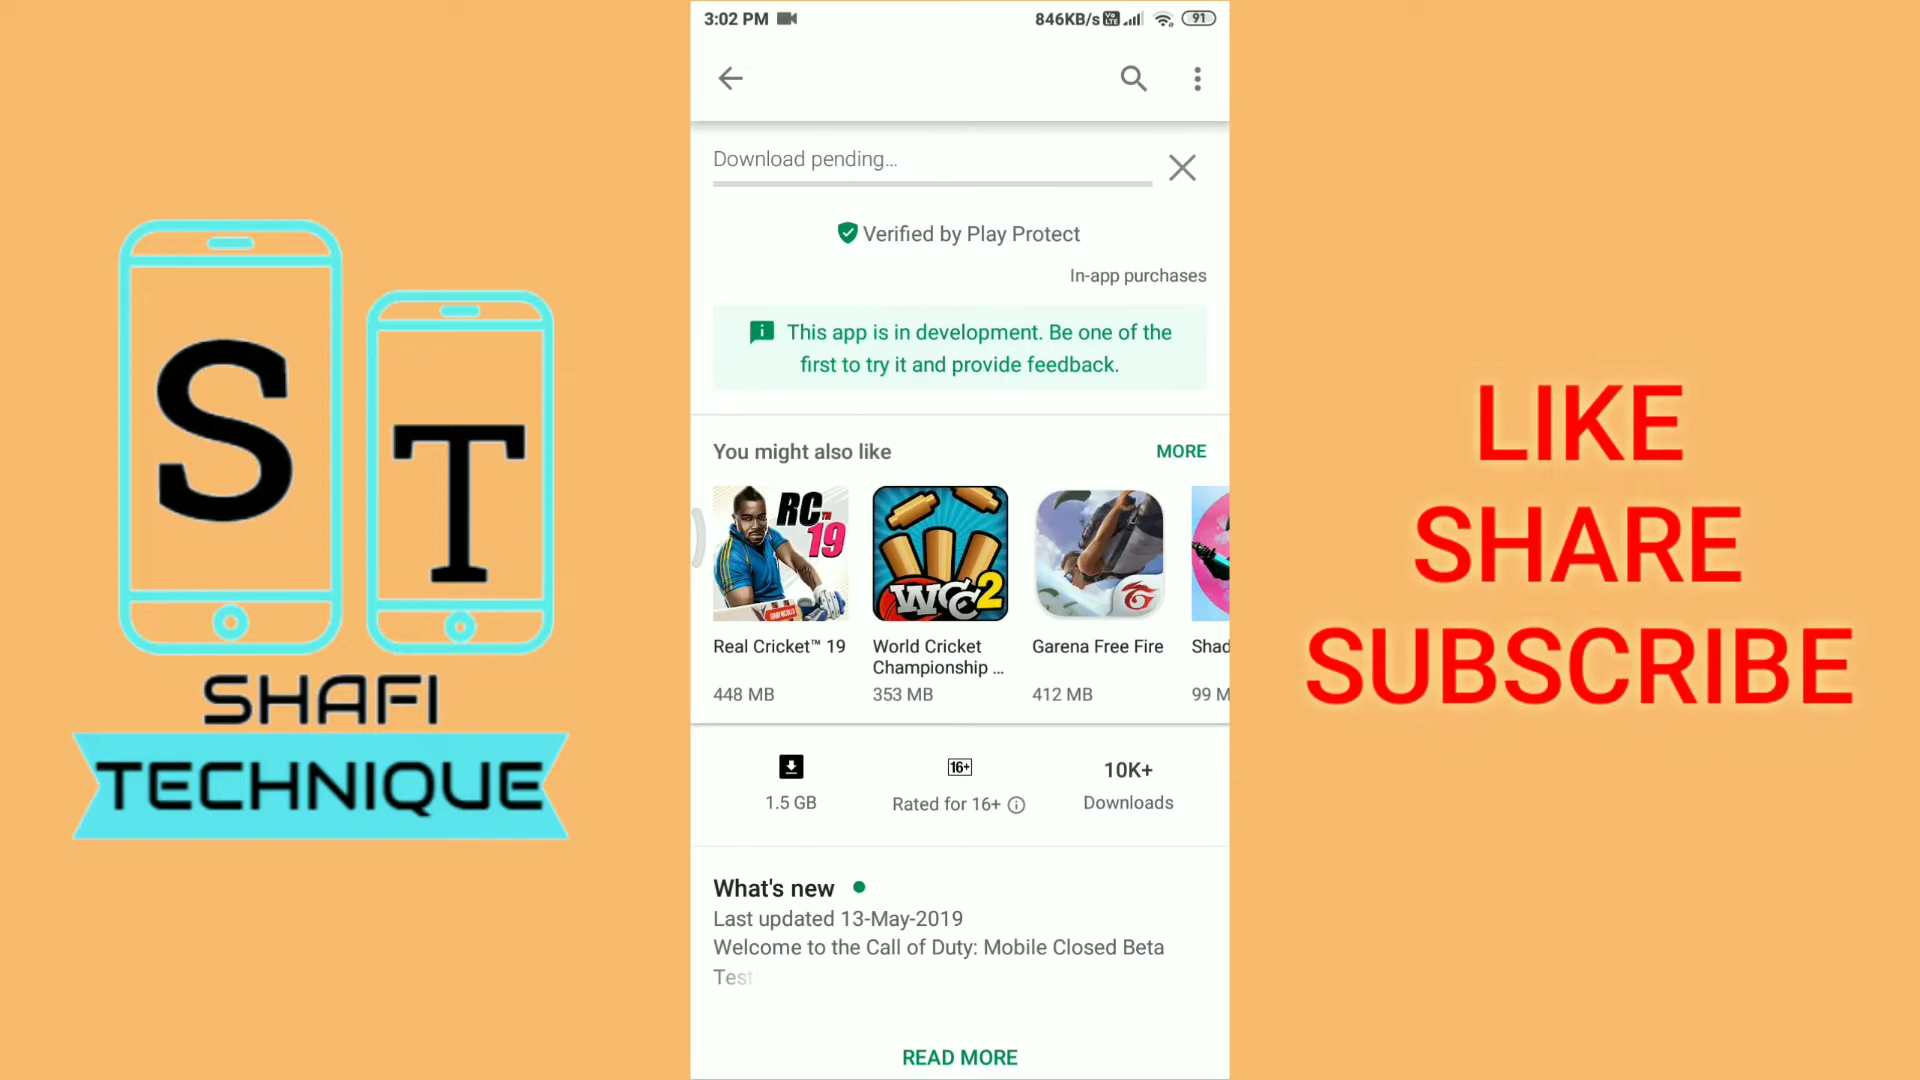 S T
SHAFI
TECHNIQUE
3:02 PM 846KB/s Vo LTE 91
Download pending...
Verified by Play Protect
In-app purchases
This app is in development. Be one of the
first to try it and provide feedback.
You might also like MORE
RC™ 19
WCC2
Real Cricket™ 19
World Cricket
Championship ...
Garena Free Fire
Shad
448 MB
353 MB
412 MB
99 M
16+ 10K+
1.5 GB Rated for 16+ Downloads
What's new
Last updated 13-May-2019
Welcome to the Call of Duty: Mobile Closed Beta
Test
READ MORE
LIKE
SHARE
SUBSCRIBE